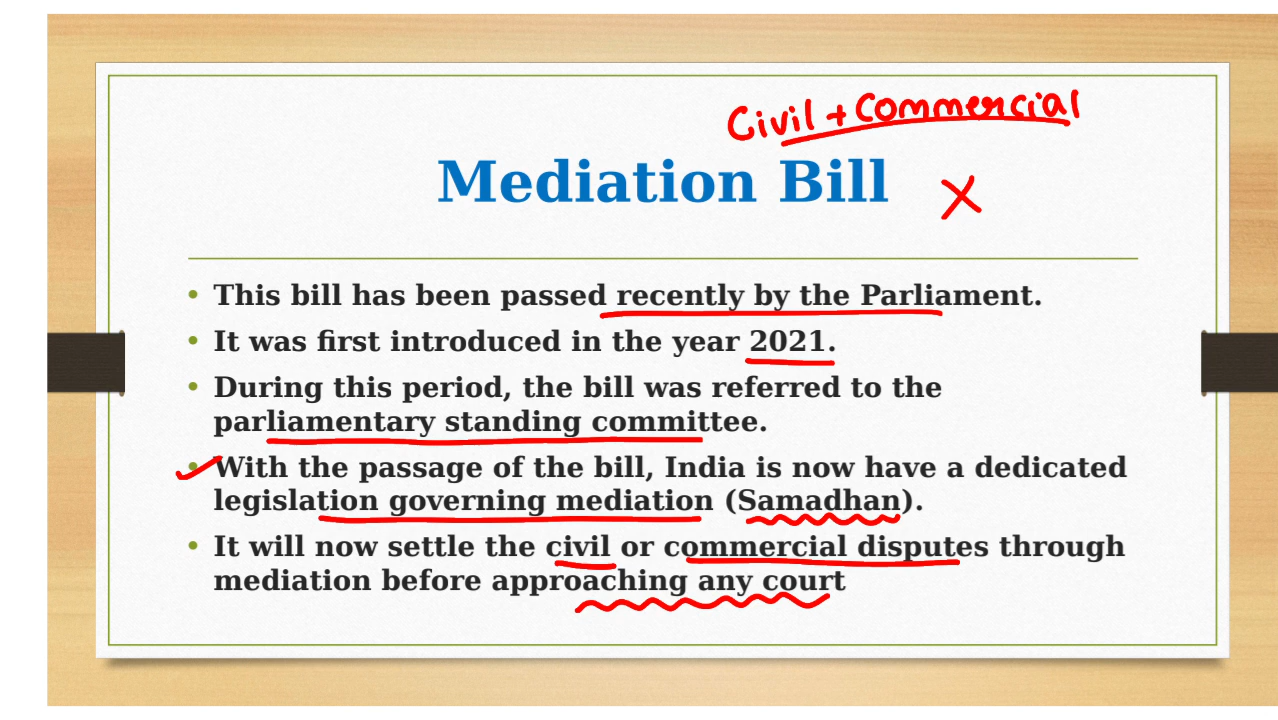 Civil + Commercial
Mediation Bill
• This bill has been passed recently by the Parliament.
• It was first introduced in the year 2021.
• During this period, the bill was referred to the
parliamentary standing committee.
• With the passage of the bill, India is now have a dedicated
legislation governing mediation (Samadhan).
• It will now settle the civil or commercial disputes through
mediation before approaching any court